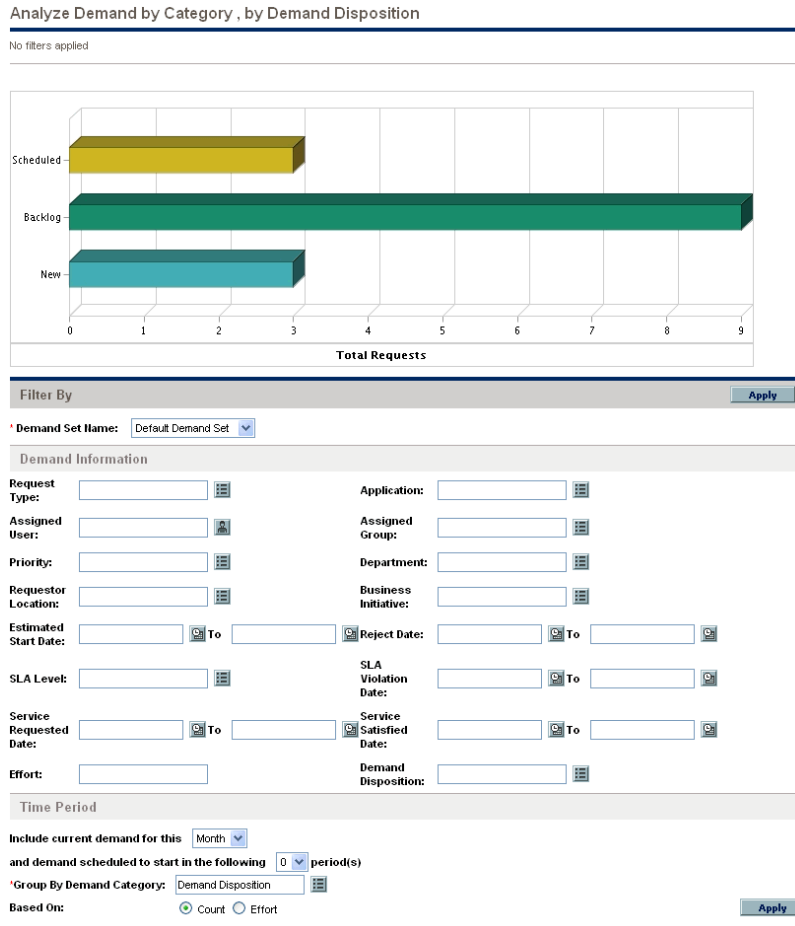 Analyze Demand by Category , by Demand Disposition
No filters applied
Scheduled
Backlog
New
0 1 2 3 4 5 6 7 8 9
Total Requests
Filter By Apply
*Demand Set Name: Default Demand Set
Demand Information
Request Type: Application:
Assigned User: Assigned Group:
Priority: Department:
Requestor Location: Business Initiative:
Estimated Start Date: To Reject Date: To
SLA Level: SLA Violation Date: To
Service Requested Date: To Service Satisfied Date: To
Effort: Demand Disposition:
Time Period
Include current demand for this Month
and demand scheduled to start in the following 0 period(s)
*Group By Demand Category: Demand Disposition
Based On: Count Effort Apply